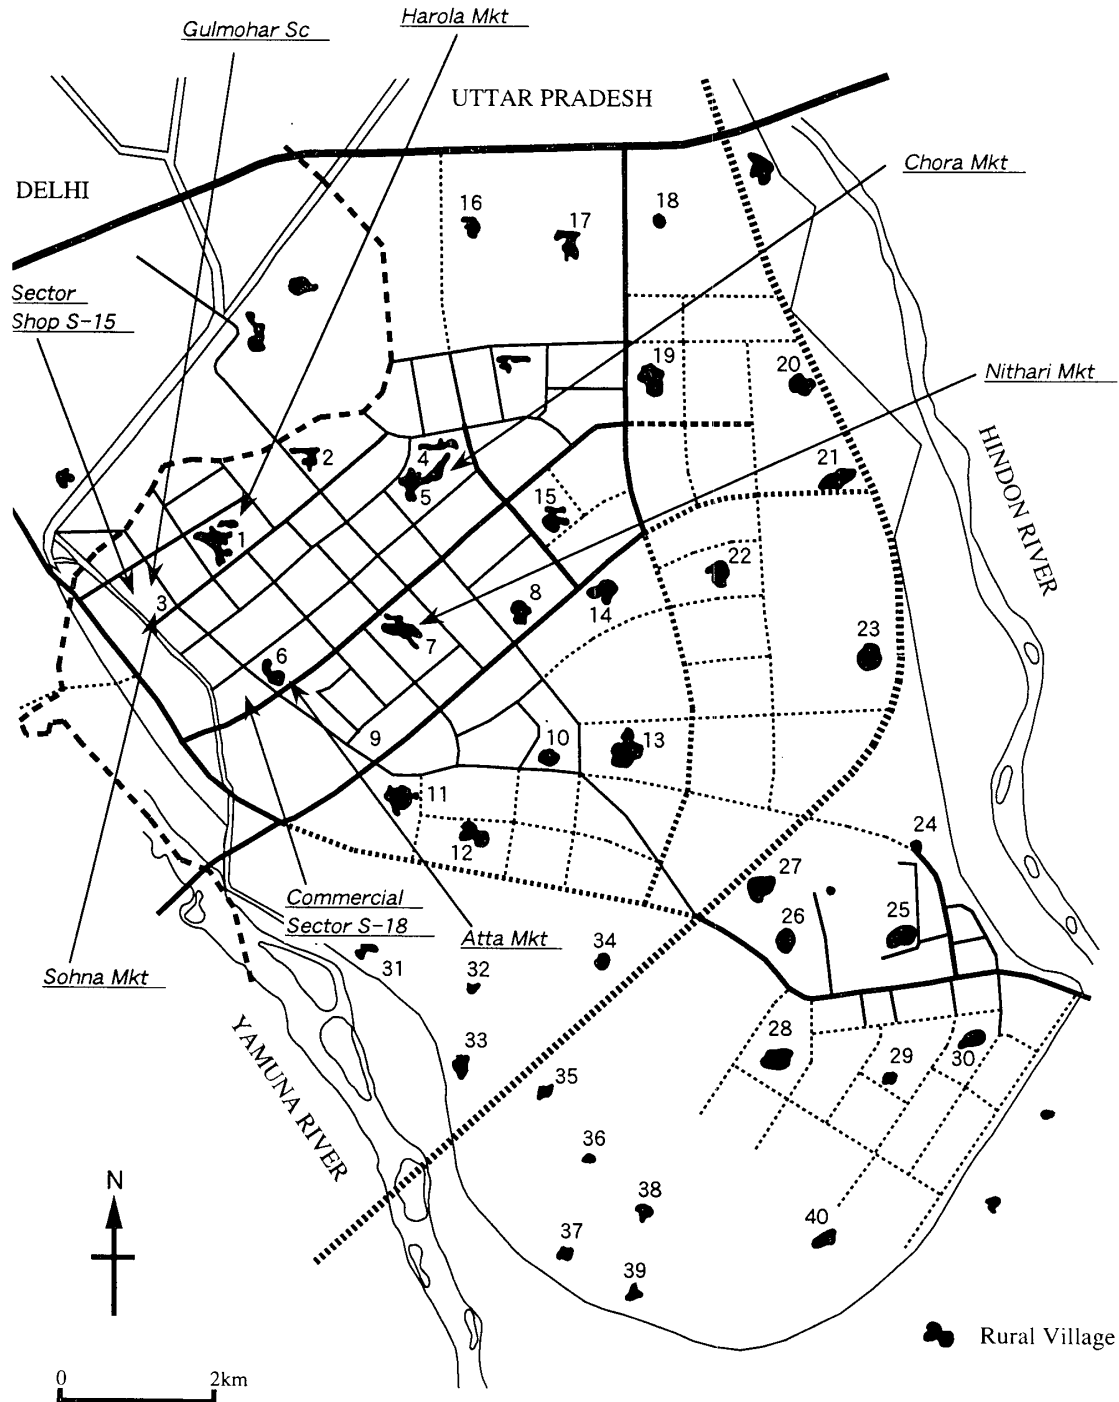 Harola Mkt
Gulmohar Sc
UTTAR PRADESH
Chora Mkt
DELHI
16
17
18
Sector
Shop S-15
19
20
Nithari Mkt
2
4
5
21
HINDON RIVER
15
1
22
3
8
14
7
23
6
9
10
13
11
12
24
27
Commercial
Sector S-18
26
25
Atta Mkt
34
31
32
Sohna Mkt
YAMUNA RIVER
33
28
29
30
35
36
N
38
37
40
39
Rural Village
0
2km